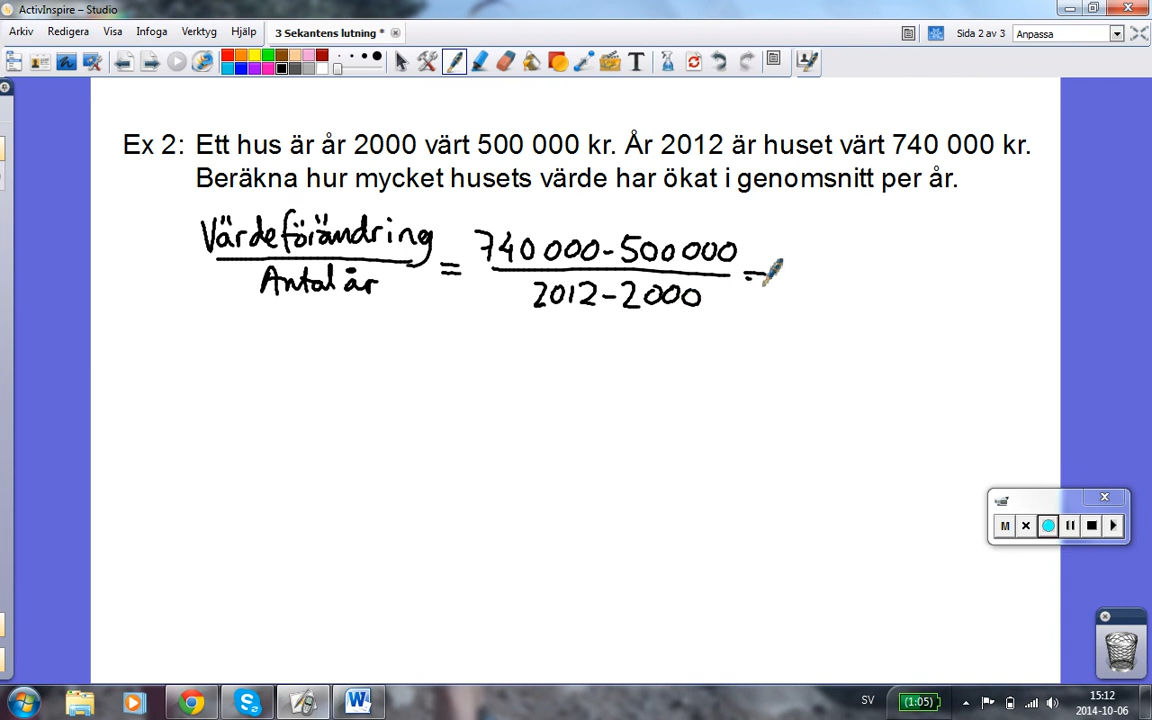 ActivInspire – Studio
Arkiv Redigera Visa Infoga Verktyg Hjälp 3 Sekantens lutning * Sida 2 av 3 Anpassa
Ex 2: Ett hus är år 2000 värt 500 000 kr. År 2012 är huset värt 740 000 kr.
Beräkna hur mycket husets värde har ökat i genomsnitt per år.
Värdeförändring
Antal år
=
740 000-500 000
2012-2000
=
M
SV
(1:05)
15:12
2014-10-06